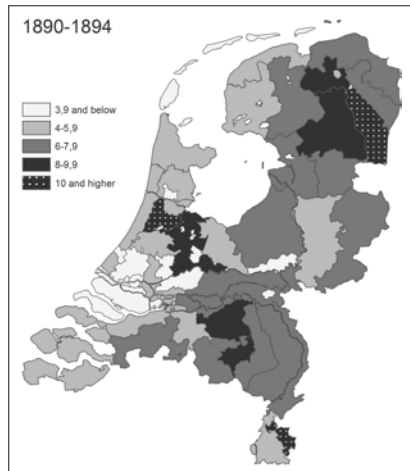 1890-1894
3,9 and below
4-5,9
6-7,9
8-9,9
10 and higher